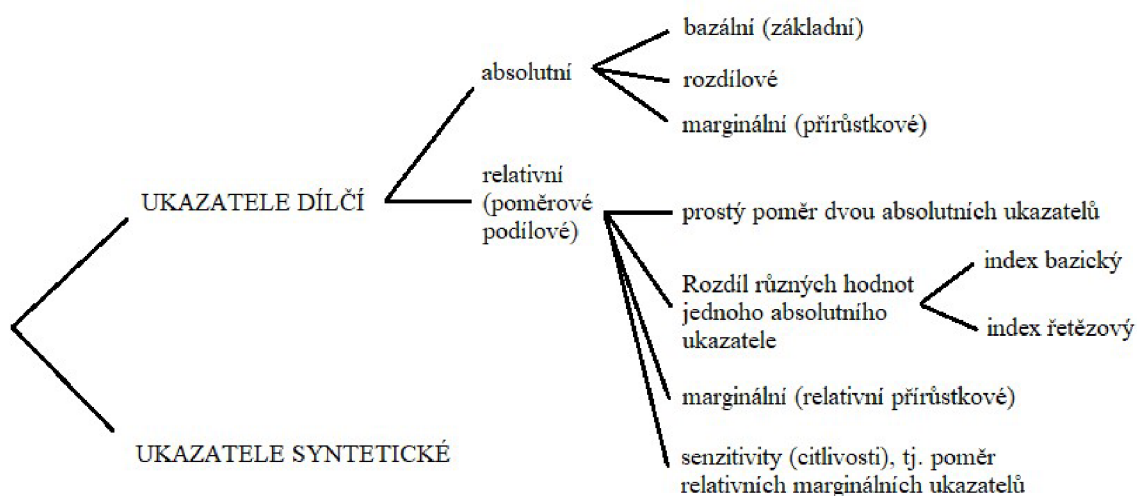 bazální (základní)
absolutní
rozdílové
marginální (přírůstkové)
relativní
(poměrové
podílové)
UKAZATELE DÍLČÍ
prostý poměr dvou absolutních ukazatelů
index bazický
Rozdíl různých hodnot
jednoho absolutního
ukazatele
index řetězový
marginální (relativní přírůstkové)
UKAZATELE SYNTETICKÉ
senzitivity (citlivosti), tj. poměr
relativních marginálních ukazatelů